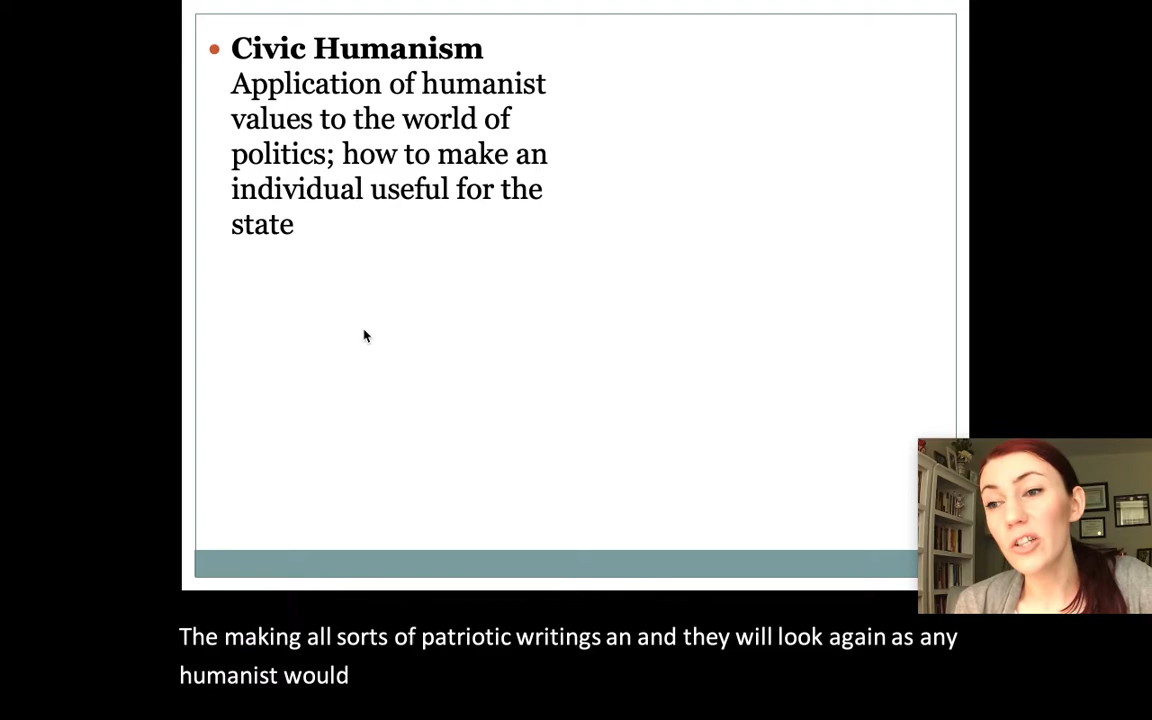 Civic Humanism
Application of humanist
values to the world of
politics; how to make an
individual useful for the
state
The making all sorts of patriotic writings an and they will look again as any
humanist would